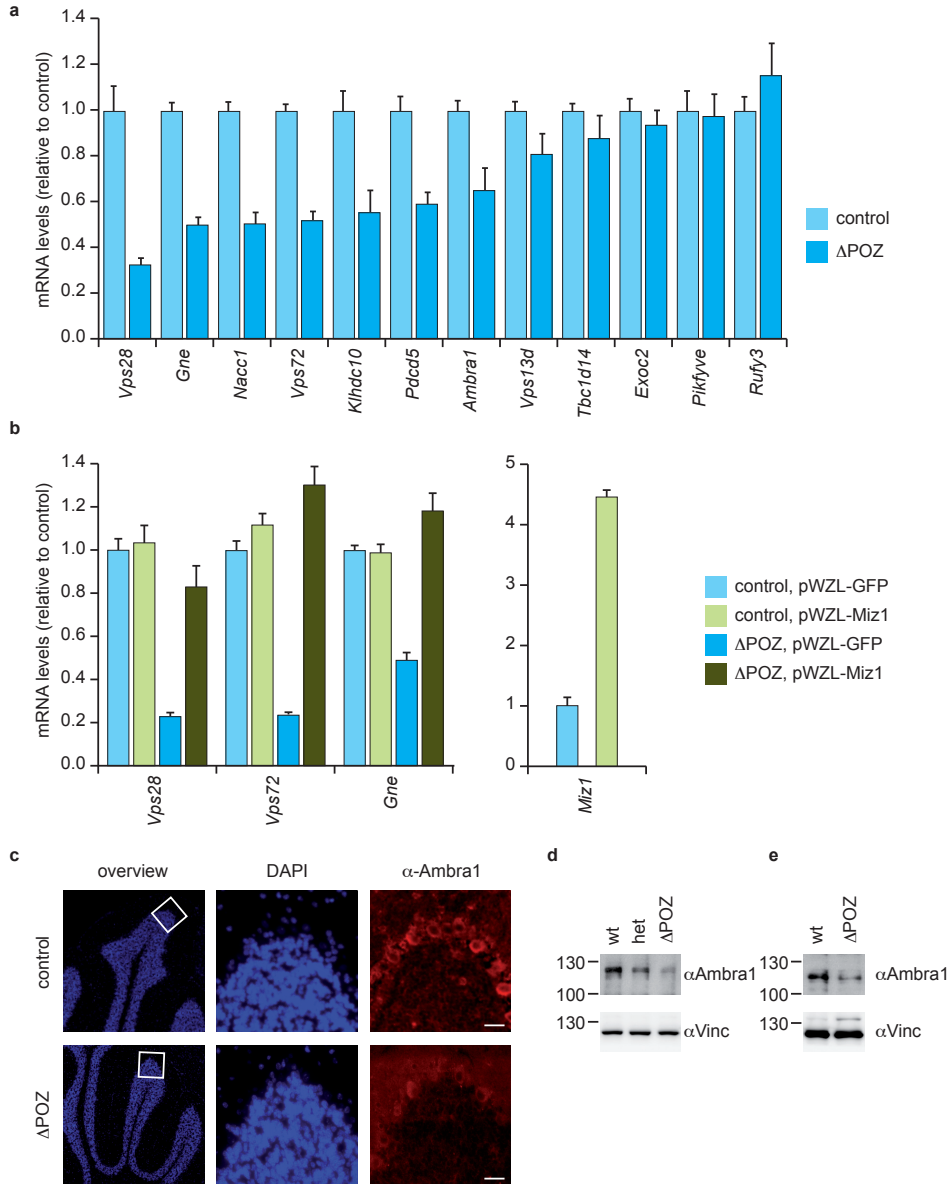 a
mRNA levels (relative to control)
1.4
1.2
1.0
0.8
0.6
0.4
0.2
0.0
Vps28
Gne
Nacc1
Vps72
Klhdc10
Pdcd5
Ambra1
Vps13d
Tbc1d14
Exoc2
Pikfyve
Rufy3
control
ΔPOZ
b
mRNA levels (relative to control)
1.4
1.2
1.0
0.8
0.6
0.4
0.2
0.0
Vps28
Vps72
Gne
5
4
3
2
1
0
Miz1
control, pWZL-GFP
control, pWZL-Miz1
ΔPOZ, pWZL-GFP
ΔPOZ, pWZL-Miz1
c
overview DAPI α-Ambra1
control
ΔPOZ
d
wt het ΔPOZ
130
100
αAmbra1
130
αVinc
e
wt ΔPOZ
130
100
αAmbra1
130
αVinc